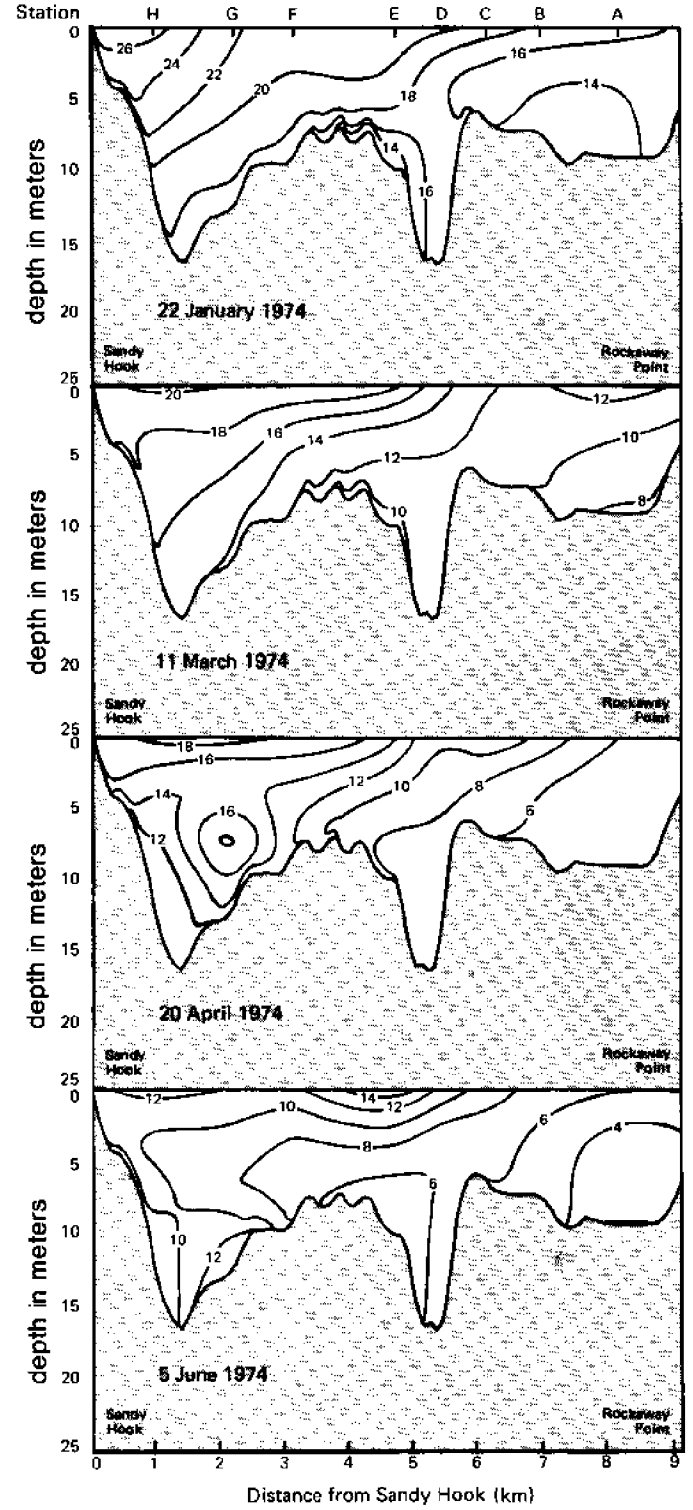 Station H G F E D C B A
0
26 24 22 20 18 16 14
5
14
10
16
15
20
25
depth in meters
22 January 1974
Sandy Hook
Rockaway Point
0
20 18 16 14 12 12 10
5
10 8
10
15
20
25
depth in meters
11 March 1974
Sandy Hook
Rockaway Point
0
18 16 14 16 12 10 8 6
5
12
10
15
20
25
depth in meters
20 April 1974
Sandy Hook
Rockaway Point
0
12 10 14 12 8 6 4
5
6
10
10 12
15
20
25
depth in meters
5 June 1974
Sandy Hook
Rockaway Point
0 1 2 3 4 5 6 7 8 9
Distance from Sandy Hook (km)